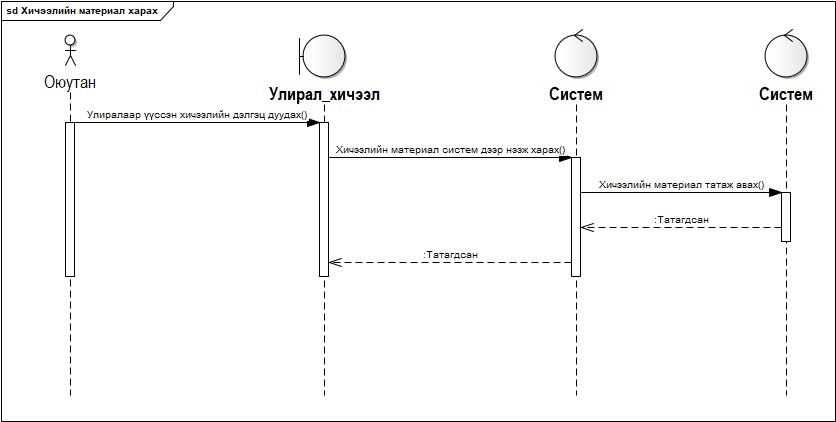 sd Хичээлийн материал харах
Оюутан
Улирал_хичээл
Систем
Систем
Улиралаар үүссэн хичээлийн дэлгэц дуудах()
Хичээлийн материал систем дээр нээж харах()
Хичээлийн материал татаж авах()
:Татагдсан
:Татагдсан